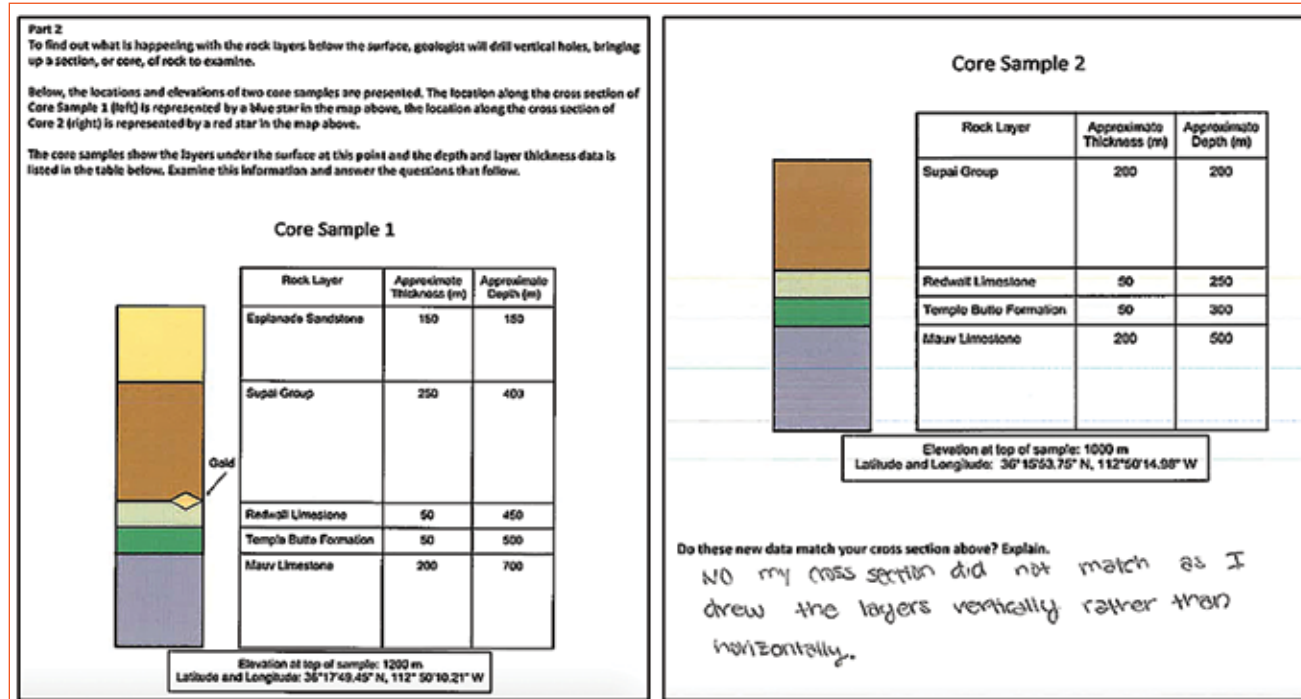 Part 2
To find out what is happening with the rock layers below the surface, geologist will drill vertical holes, bringing
up a section, or core, of rock to examine.
Below, the locations and elevations of two core samples are presented. The location along the cross section of
Core Sample 1 (left) is represented by a blue star in the map above, the location along the cross section of
Core 2 (right) is represented by a red star in the map above.
The core samples show the layers under the surface at this point and the depth and layer thickness data is
listed in the table below. Examine this information and answer the questions that follow.
Core Sample 1
Rock Layer Approximate Thickness (m) Approximate Depth (m)
Esplanade Sandstone 150 150
Supai Group 250 400
Gold
Redwall Limestone 50 450
Temple Butte Formation 50 500
Mauv Limestone 200 700
Elevation at top of sample: 1200 m
Latitude and Longitude: 36°17'49.45" N, 112° 50'10.21" W
Core Sample 2
Rock Layer Approximate Thickness (m) Approximate Depth (m)
Supai Group 200 200
Redwall Limestone 50 250
Temple Butte Formation 50 300
Mauv Limestone 200 500
Elevation at top of sample: 1000 m
Latitude and Longitude: 36°15'53.75" N, 112°50'14.98" W
Do these new data match your cross section above? Explain.
No my cross section did not match as I
drew the layers vertically rather than
horizontally.